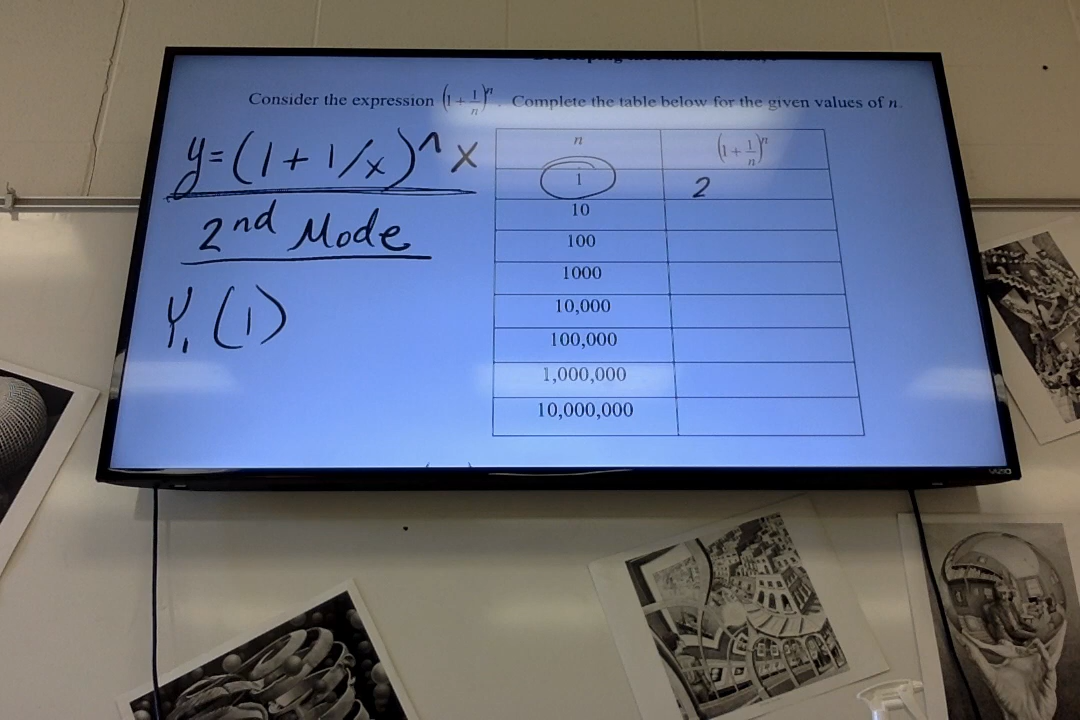 Consider the expression (1 + 1/n)^n. Complete the table below for the given values of n.
y=(1+1/x)^x
2nd Mode
Y₁(1)
n (1 + 1/n)^n
1 2
10
100
1000
10,000
100,000
1,000,000
10,000,000
VIZIO